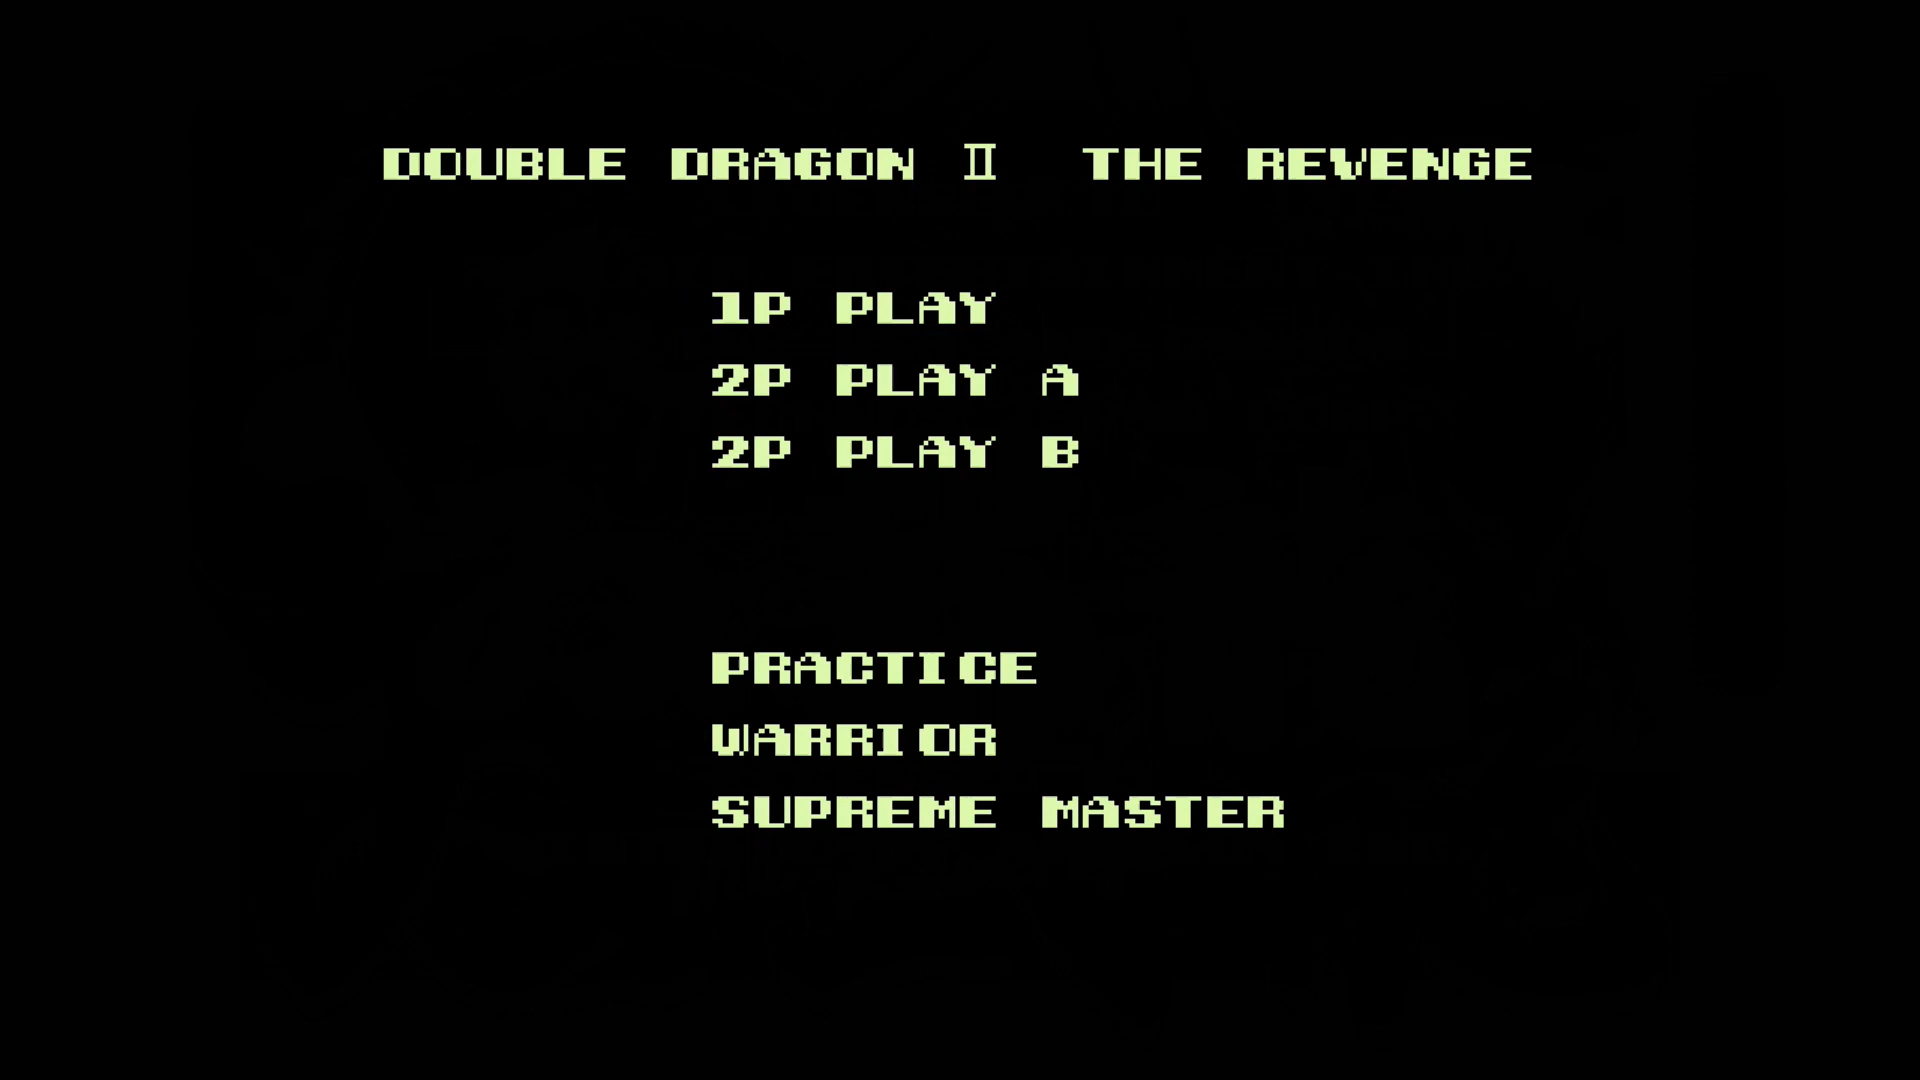 DOUBLE DRAGON Ⅱ THE REVENGE
1P PLAY
2P PLAY A
2P PLAY B
PRACTICE
WARRIOR
SUPREME MASTER